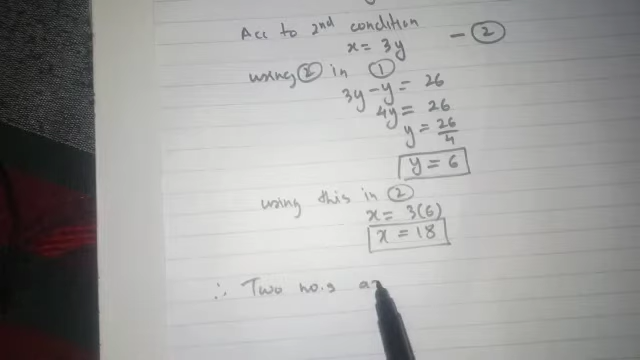 Acc to 2nd condition
x = 3y — ②
using ② in ①
3y - y = 26
4y = 26
y = 26/4
y = 6
using this in ②
x = 3(6)
x = 18
∴ Two no.s